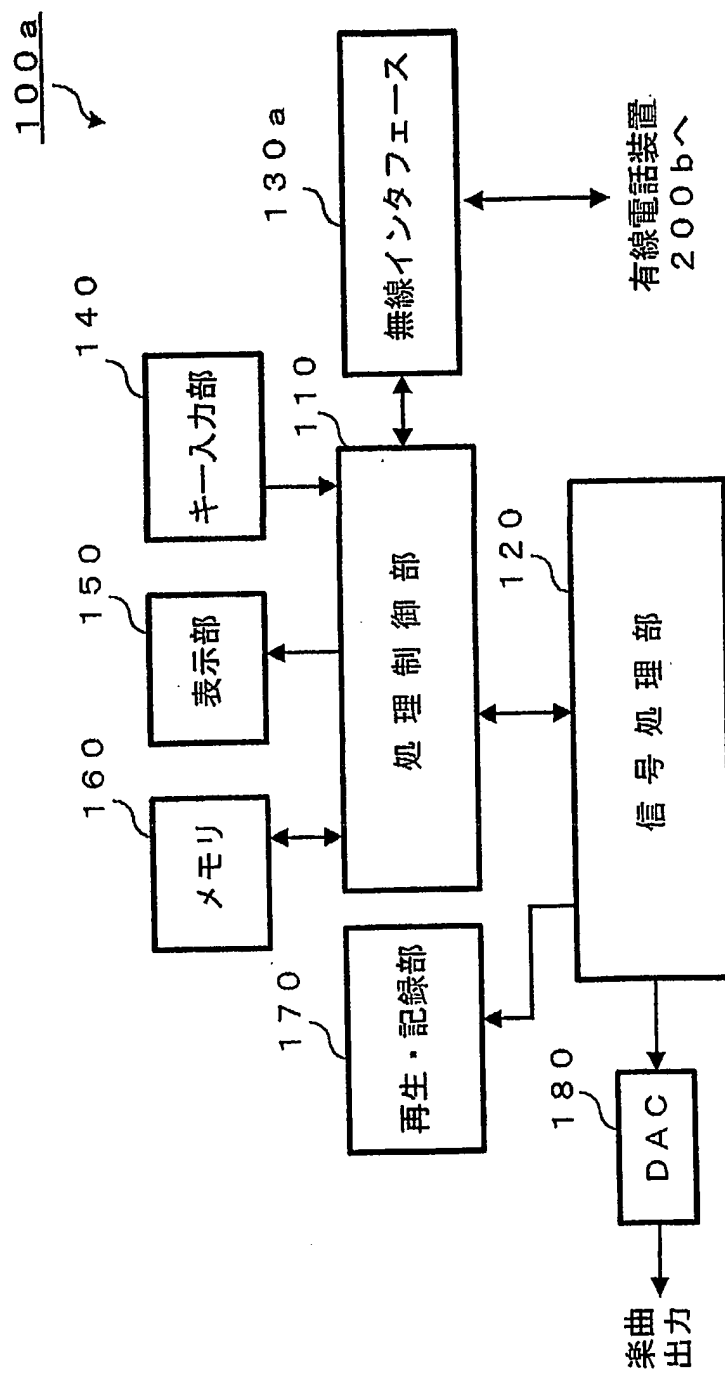 100a
140
キー入力部
150
表示部
160
メモリ
130a
無線インタフェース
110
処理制御部
170
再生・記録部
有線電話装置
200bへ
120
信号処理部
180
DAC
楽曲
出力